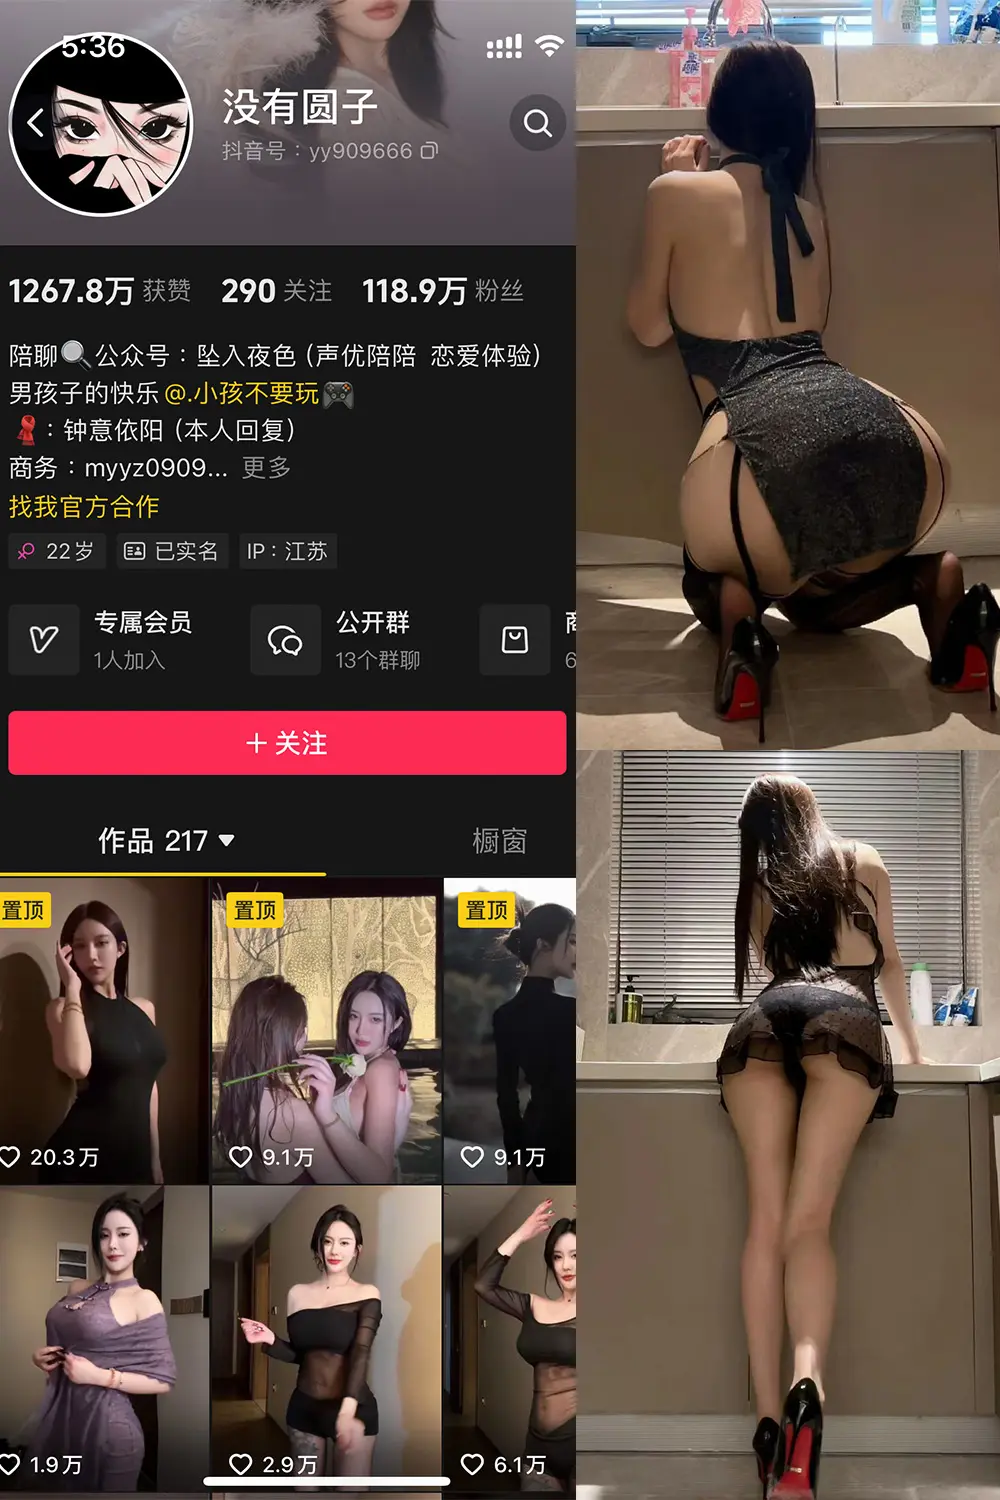 5:36
没有圆子
抖音号：yy909666
1267.8万 获赞 290 关注 118.9万 粉丝
陪聊🔍公众号：坠入夜色（声优陪陪 恋爱体验）
男孩子的快乐@.小孩不要玩🎮
🧣：钟意依阳（本人回复）
商务：myyz0909... 更多
找我官方合作
22岁 已实名 IP：江苏
专属会员 公开群
1人加入 13个群聊 6
＋关注
作品 217 橱窗
置顶 置顶 置顶
20.3万 9.1万 9.1万
1.9万 2.9万 6.1万